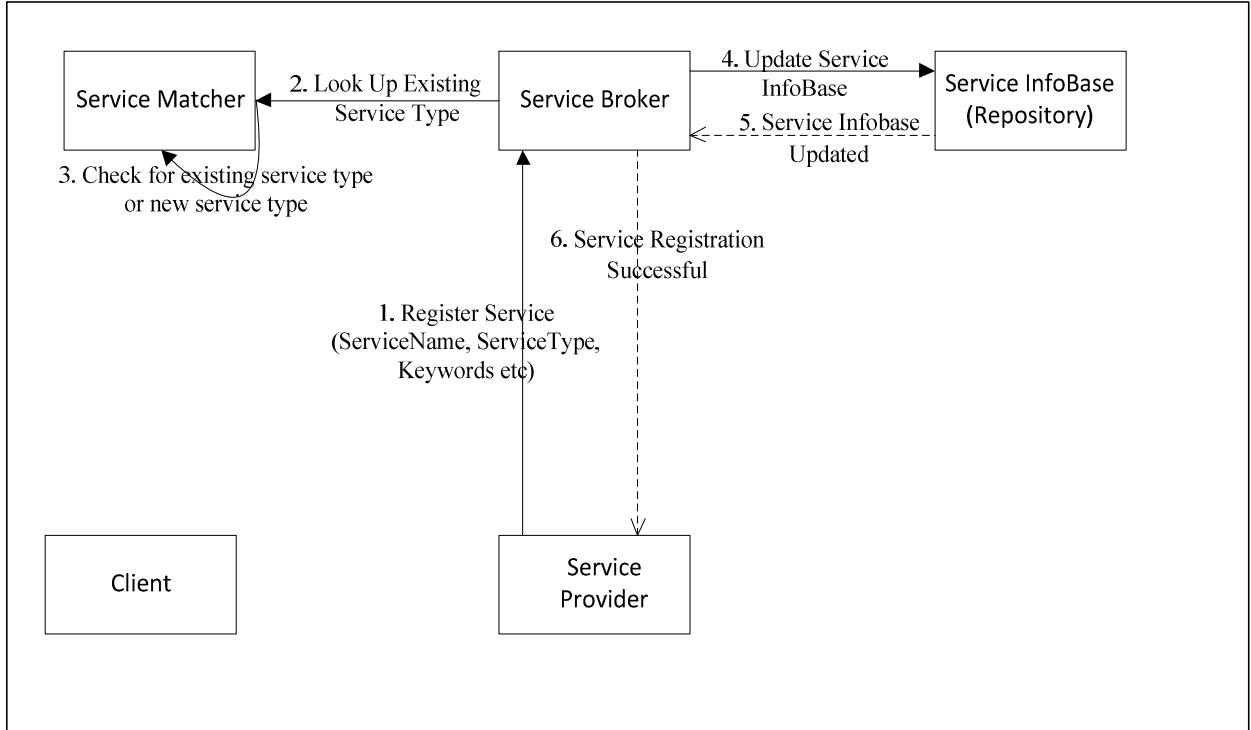 Service Matcher
2. Look Up Existing
Service Type
Service Broker
4. Update Service
InfoBase
5. Service Infobase
Updated
Service InfoBase
(Repository)
3. Check for existing service type
or new service type
6. Service Registration
Successful
1. Register Service
(ServiceName, ServiceType,
Keywords etc)
Client
Service
Provider